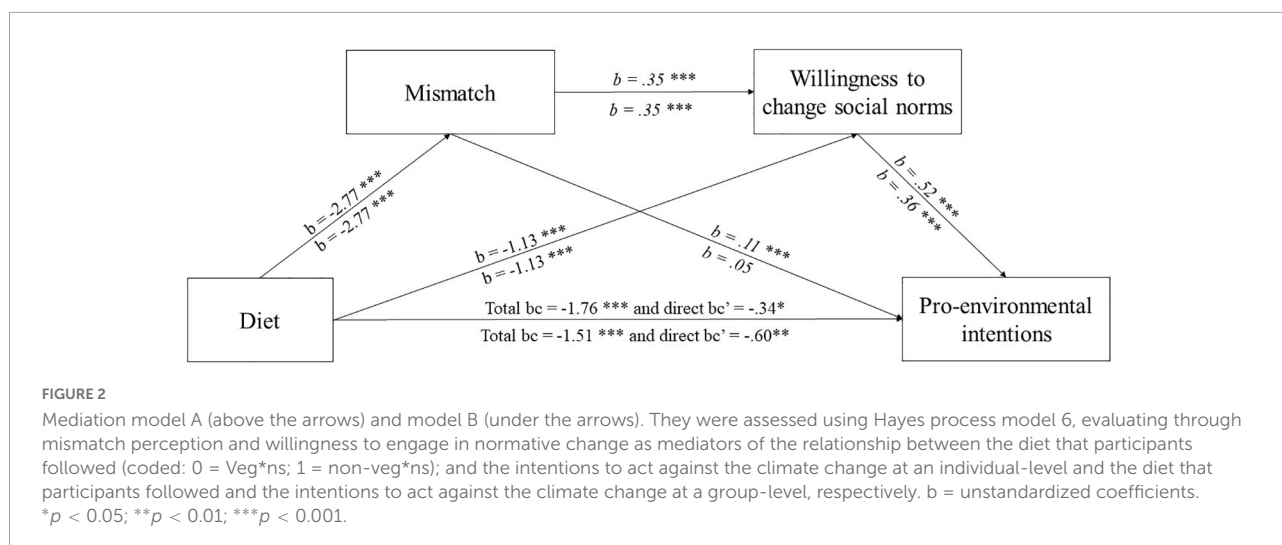 Mismatch
b = .35 ***
b = .35 ***
Willingness to
change social norms
b = -2.77 ***
b = -2.77 ***
b = -1.13 ***
b = -1.13 ***
b = .11 ***
b = .05
b = .52 ***
b = .36 ***
Diet
Total bc = -1.76 *** and direct bc’ = -.34*
Total bc = -1.51 *** and direct bc’ = -.60**
Pro-environmental
intentions
FIGURE 2
Mediation model A (above the arrows) and model B (under the arrows). They were assessed using Hayes process model 6, evaluating through
mismatch perception and willingness to engage in normative change as mediators of the relationship between the diet that participants
followed (coded: 0 = Veg*ns; 1 = non-veg*ns); and the intentions to act against the climate change at an individual-level and the diet that
participants followed and the intentions to act against the climate change at a group-level, respectively. b = unstandardized coefficients.
*p < 0.05; **p < 0.01; ***p < 0.001.